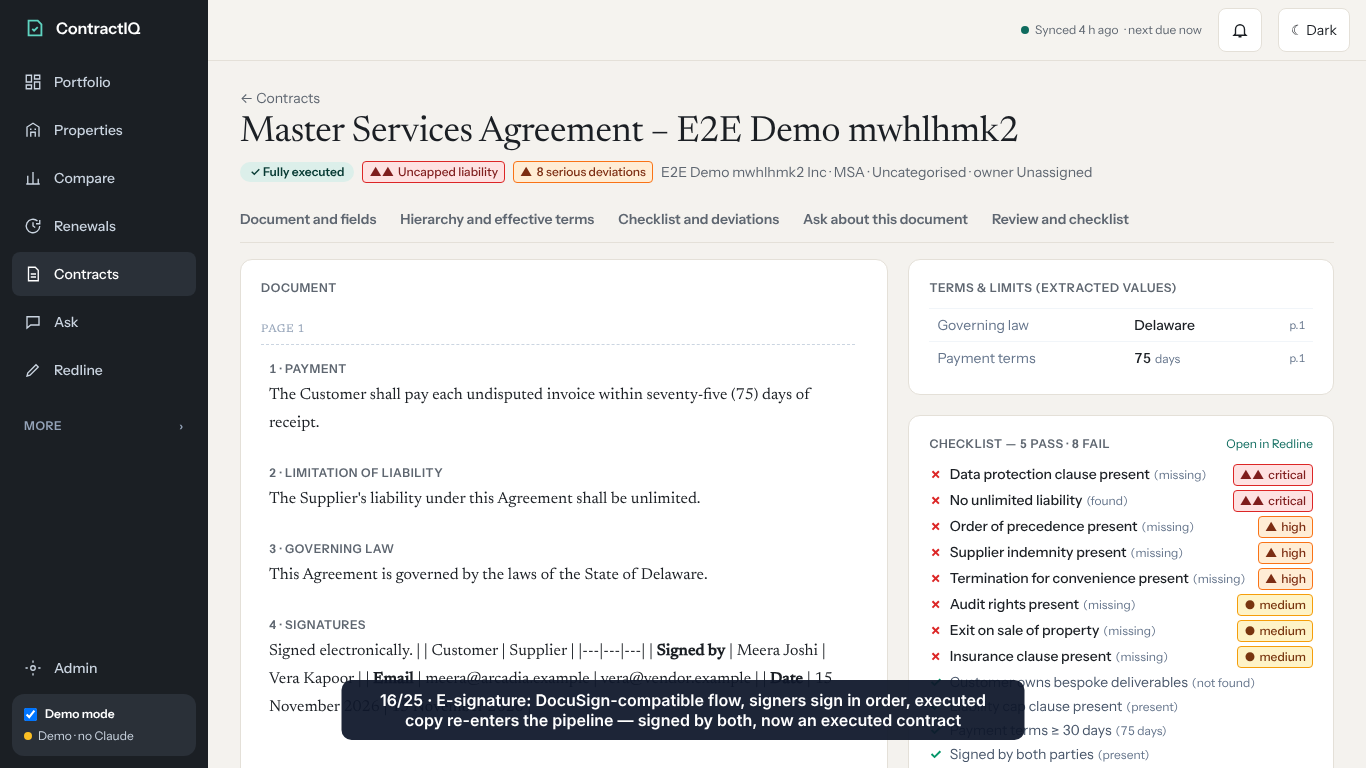 ContractIQ
Portfolio
Properties
Compare
Renewals
Contracts
Ask
Redline
MORE ›
Admin
Demo mode
Demo · no Claude
Synced 4 h ago · next due now
☾ Dark
← Contracts
Master Services Agreement – E2E Demo mwhlhmk2
✓ Fully executed ▲▲ Uncapped liability ▲ 8 serious deviations E2E Demo mwhlhmk2 Inc · MSA · Uncategorised · owner Unassigned
Document and fields Hierarchy and effective terms Checklist and deviations Ask about this document Review and checklist
DOCUMENT
PAGE 1
1 · PAYMENT
The Customer shall pay each undisputed invoice within seventy-five (75) days of
receipt.
2 · LIMITATION OF LIABILITY
The Supplier's liability under this Agreement shall be unlimited.
3 · GOVERNING LAW
This Agreement is governed by the laws of the State of Delaware.
4 · SIGNATURES
Signed electronically. | | Customer | Supplier | |---|---|---| | Signed by | Meera Joshi |
Vera Kapoor | | Email | meera@arcadia.example | vera@vendor.example | | Date | 15
November 2026
TERMS & LIMITS (EXTRACTED VALUES)
Governing law Delaware p.1
Payment terms 75 days p.1
CHECKLIST — 5 PASS · 8 FAIL Open in Redline
✕ Data protection clause present (missing) ▲▲ critical
✕ No unlimited liability (found) ▲▲ critical
✕ Order of precedence present (missing) ▲ high
✕ Supplier indemnity present (missing) ▲ high
✕ Termination for convenience present (missing) ▲ high
✕ Audit rights present (missing) ● medium
✕ Exit on sale of property (missing) ● medium
✕ Insurance clause present (missing) ● medium
✓ Customer owns bespoke deliverables (not found)
cap clause present (present)
✓ Payment terms ≥ 30 days (75 days)
✓ Signed by both parties (present)
16/25 · E-signature: DocuSign-compatible flow, signers sign in order, executed
copy re-enters the pipeline — signed by both, now an executed contract